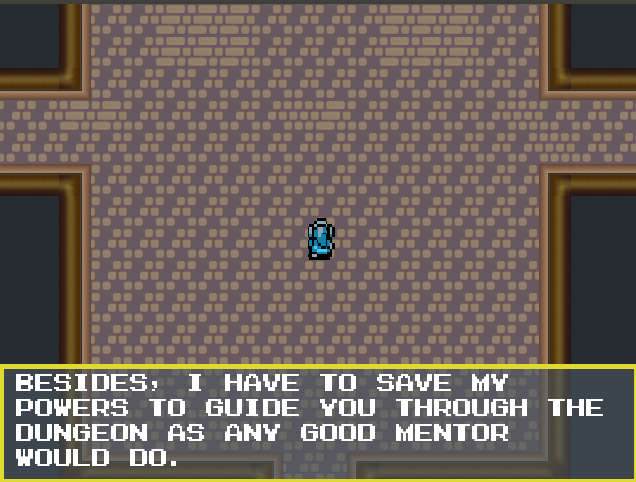 BESIDES, I HAVE TO SAVE MY
POWERS TO GUIDE YOU THROUGH THE
DUNGEON AS ANY GOOD MENTOR
WOULD DO.